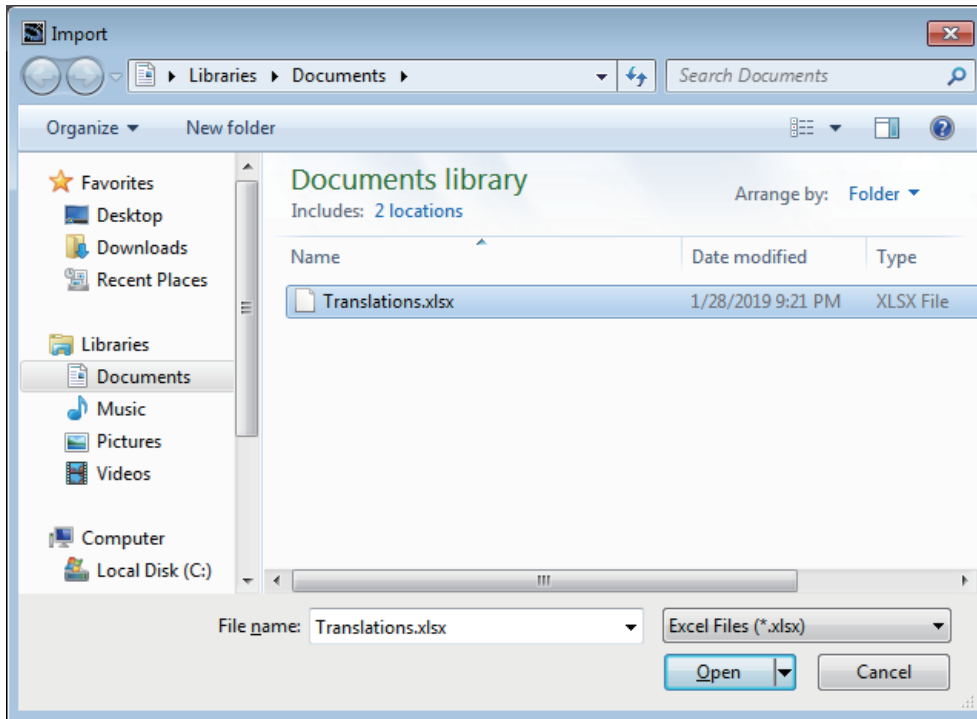 Import
Libraries Documents
Search Documents
Organize New folder
Favorites
Desktop
Downloads
Recent Places
Libraries
Documents
Music
Pictures
Videos
Computer
Local Disk (C:)
Documents library
Includes: 2 locations
Arrange by: Folder
Name Date modified Type
Translations.xlsx 1/28/2019 9:21 PM XLSX File
File name: Translations.xlsx Excel Files (*.xlsx)
Open Cancel